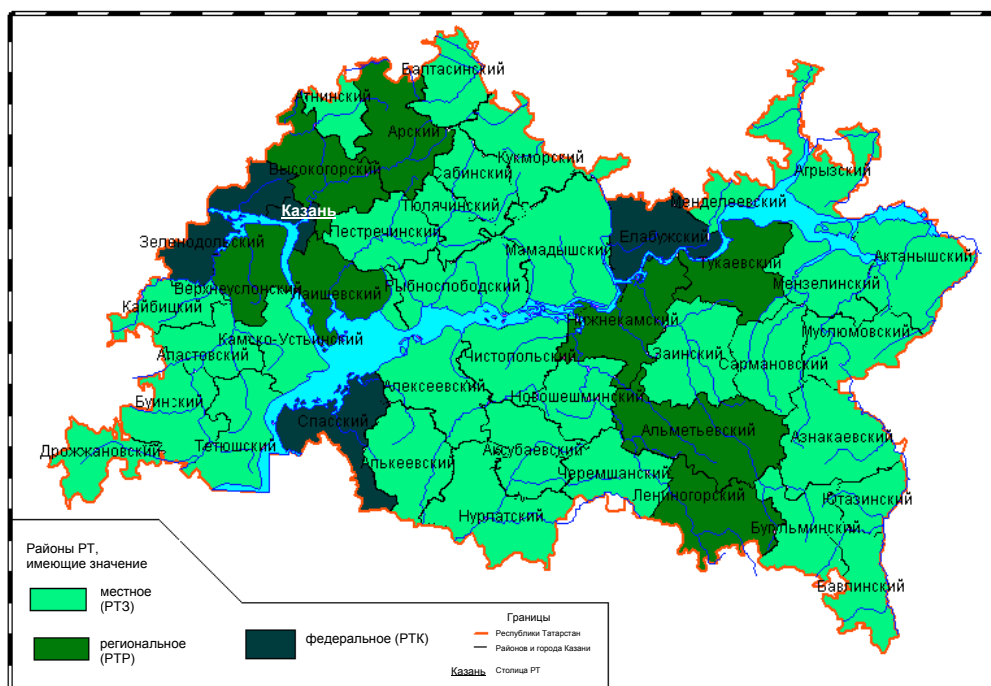 Балтасинский
Атнинский
Арский
Кукморский
Высокогорский
Сабинский
Агрызский
Менделеевский
Казань
Полячинский
Пестречинский
Зеленодольский
Елабужский
Мамадышский
Тукаевский
Актанышский
Верхнеуслонский
Лаишевский
Рыбнослободский
Мензелинский
Кайбицкий
Нижнекамский
Муслюмовский
Камско-Устьинский
Апастовский
Чистопольский
Заинский
Сармановский
Алексеевский
Новошешминский
Буинский
Спасский
Альметьевский
Азнакаевский
Дрожжановский
Тетюшский
Алькеевский
Аксубаевский
Черемшанский
Лениногорский
Ютазинский
Нурлатский
Бугульминский
Бавлинский
Районы РТ,
имеющие значение
местное
(РТЗ)
региональное
(РТР)
федеральное (РТК)
Границы
Республики Татарстан
Районов и города Казани
Казань Столица РТ